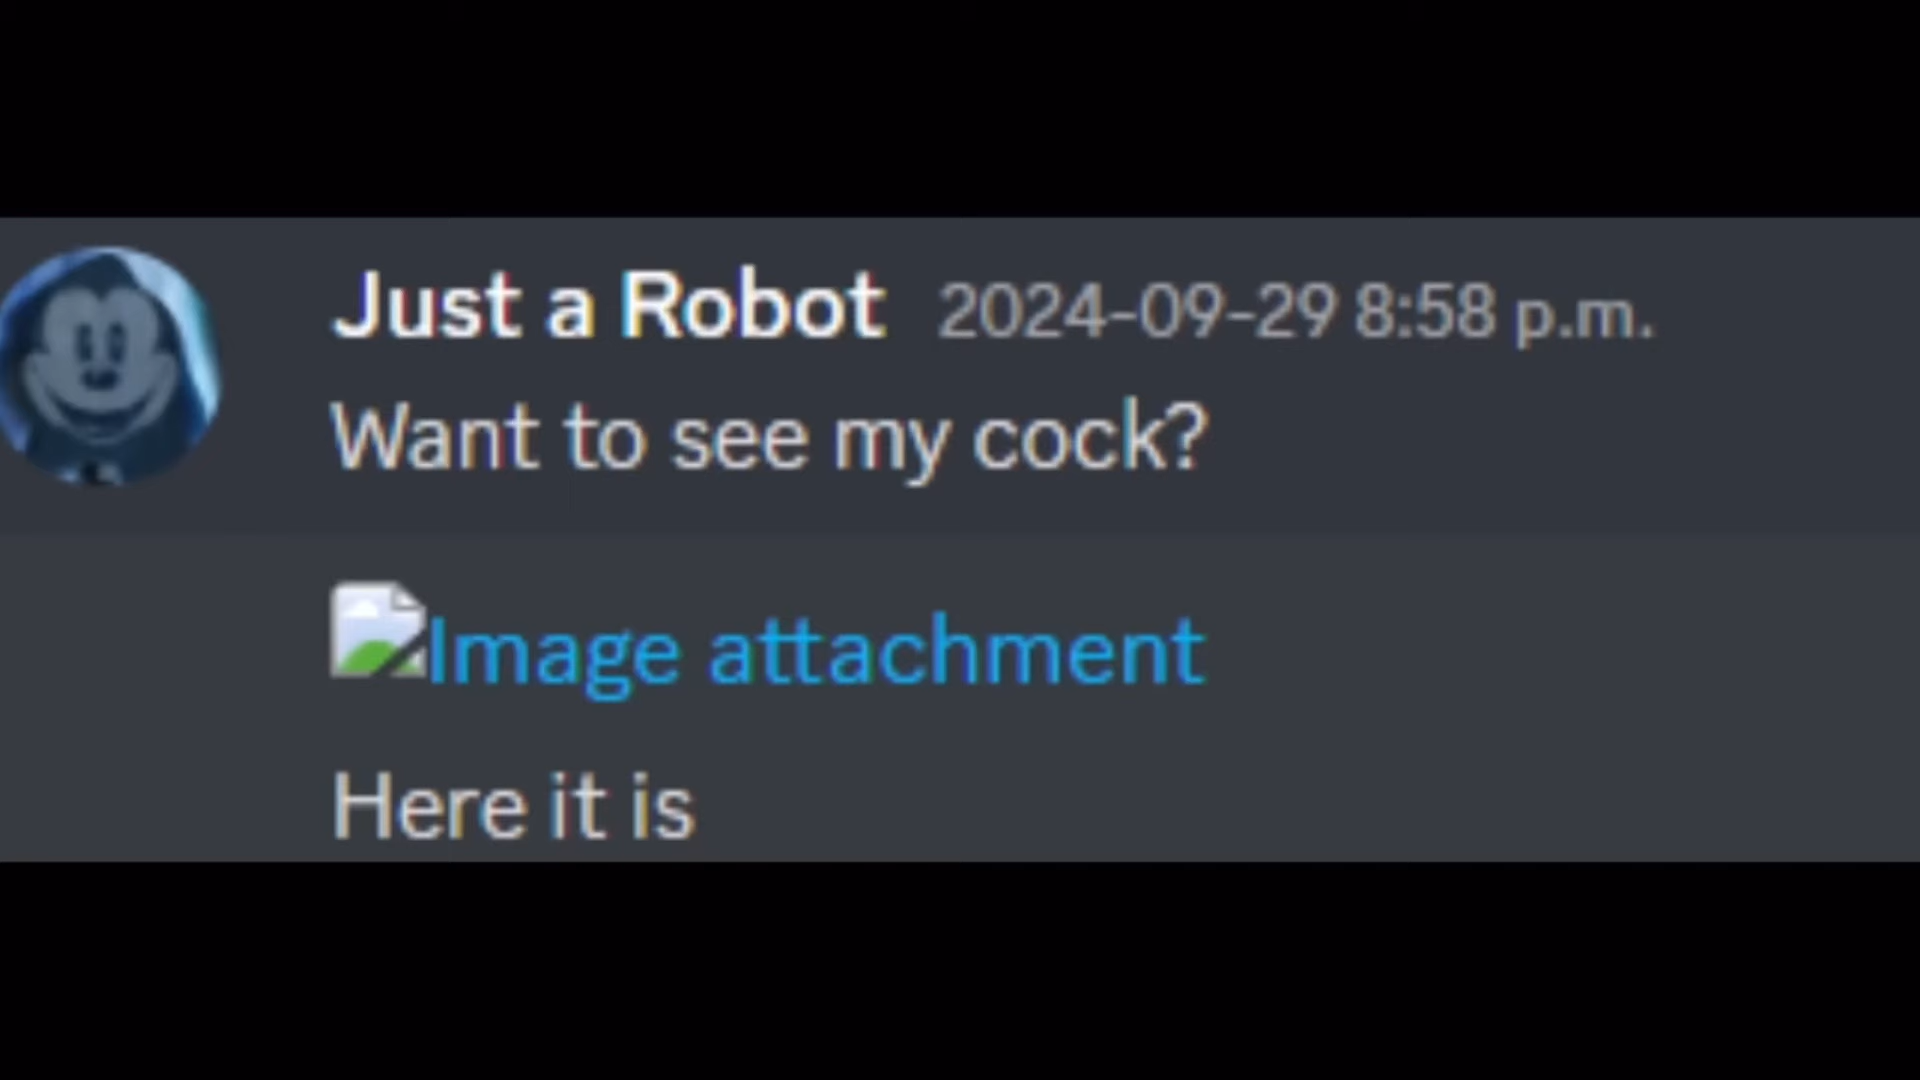 Just a Robot 2024-09-29 8:58 p.m.
Want to see my cock?
Image attachment
Here it is